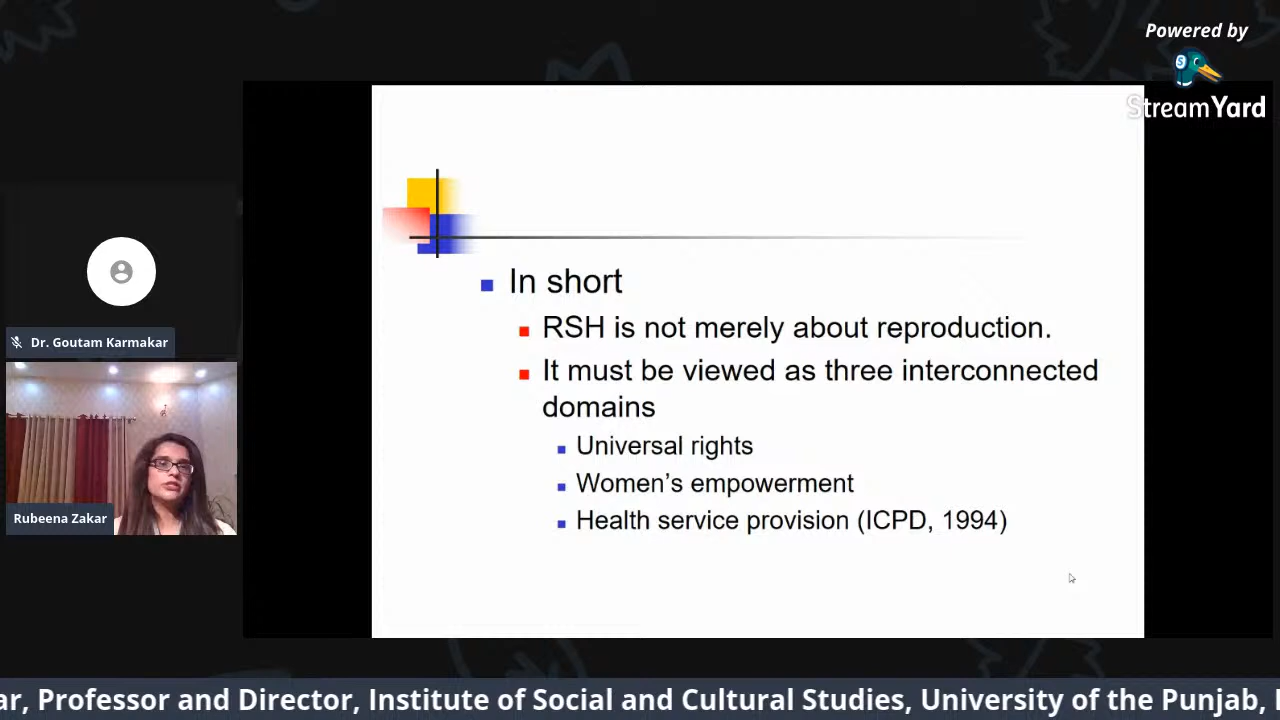 Powered by
StreamYard
In short
RSH is not merely about reproduction.
It must be viewed as three interconnected
domains
Universal rights
Women's empowerment
Health service provision (ICPD, 1994)
Dr. Goutam Karmakar
Rubeena Zakar
ar, Professor and Director, Institute of Social and Cultural Studies, University of the Punjab,